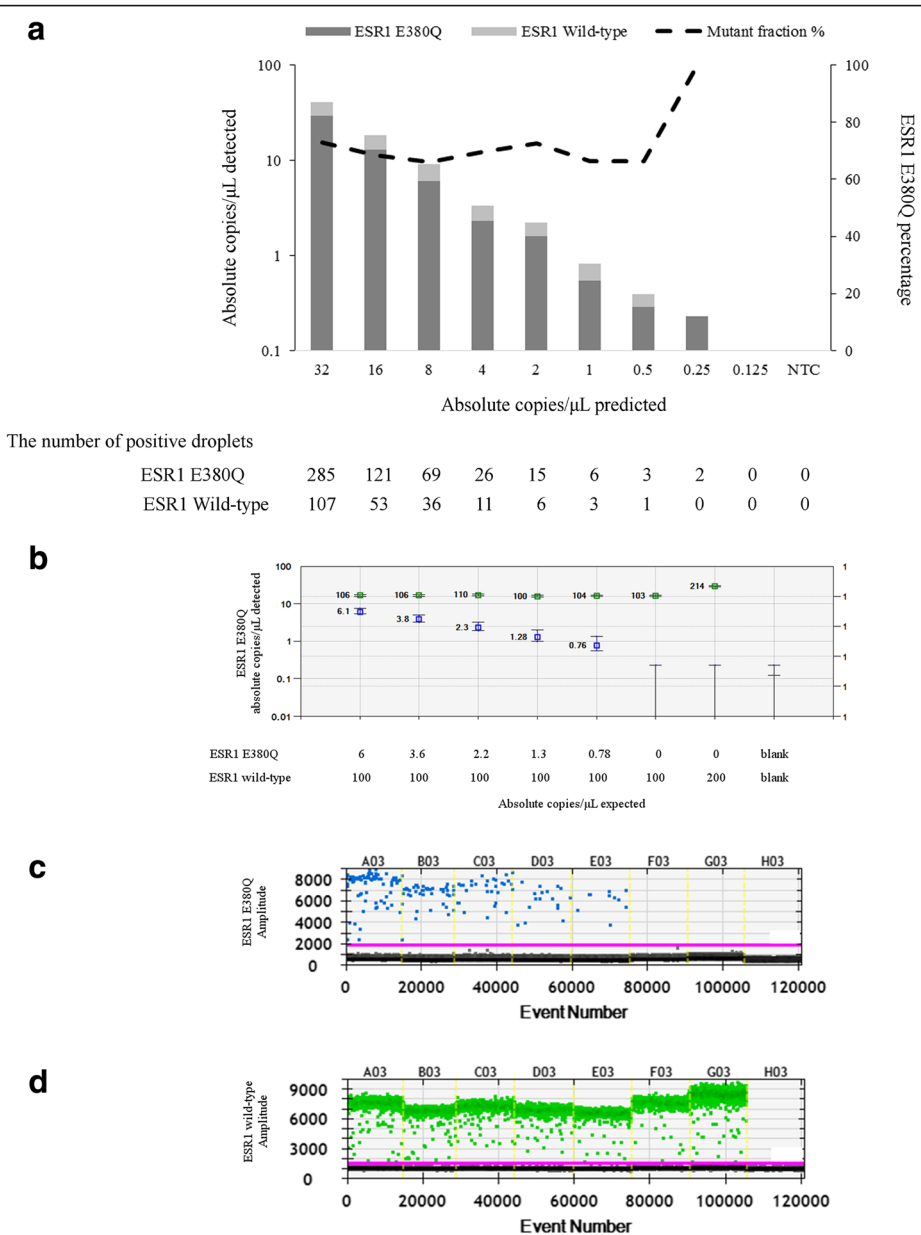 a
ESR1 E380Q ESR1 Wild-type Mutant fraction %
100 100
80
10
60
1
40
20
0.1 0
Absolute copies/μL detected
ESR1 E380Q percentage
32 16 8 4 2 1 0.5 0.25 0.125 NTC
Absolute copies/μL predicted
The number of positive droplets
ESR1 E380Q 285 121 69 26 15 6 3 2 0 0
ESR1 Wild-type 107 53 36 11 6 3 1 0 0 0
b
ESR1 E380Q
absolute copies/μL detected
100 1
10 1
1 1
1
0.1 1
0.01 1
106 106 110 100 104 103 214
6.1 3.8 2.3 1.28 0.76
ESR1 E380Q 6 3.6 2.2 1.3 0.78 0 0 blank
ESR1 wild-type 100 100 100 100 100 100 200 blank
Absolute copies/μL expected
c
A03 B03 C03 D03 E03 F03 G03 H03
ESR1 E380Q
Amplitude
8000
6000
4000
2000
0
0 20000 40000 60000 80000 100000 120000
Event Number
d
A03 B03 C03 D03 E03 F03 G03 H03
ESR1 wild-type
Amplitude
9000
6000
3000
0
0 20000 40000 60000 80000 100000 120000
Event Number